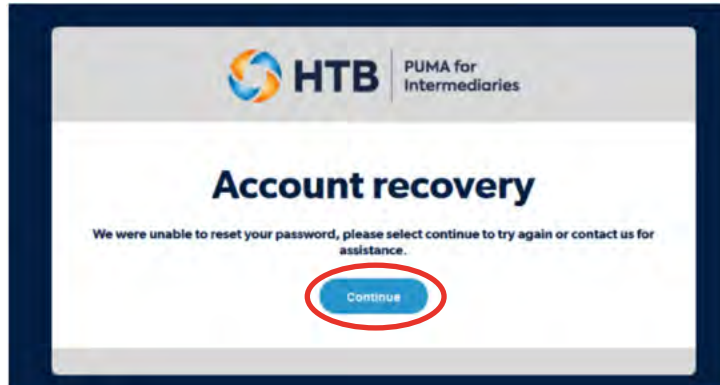 HTB
PUMA for
Intermediaries
Account recovery
We were unable to reset your password, please select continue to try again or contact us for
assistance.
Continue